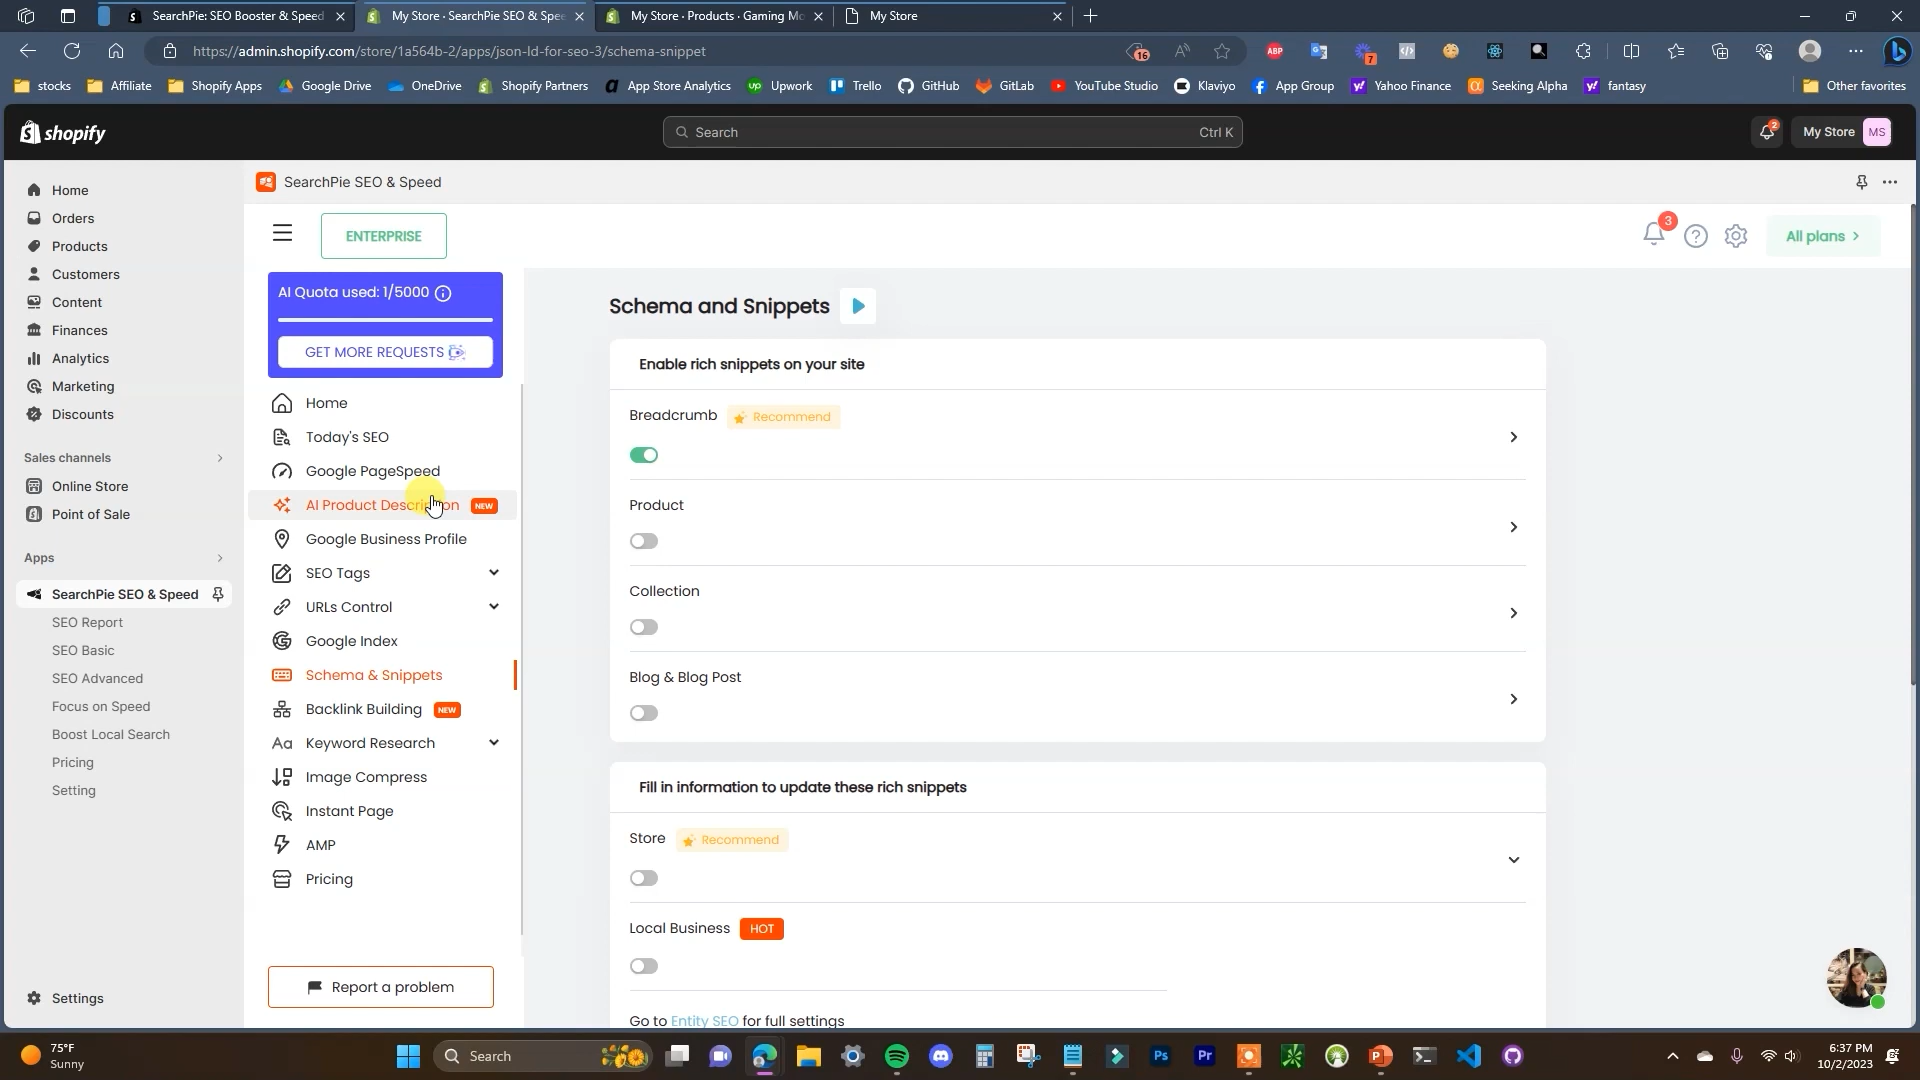 SearchPie: SEO Booster & Speed
My Store · SearchPie SEO & Spee
My Store · Products · Gaming Mo
My Store
https://admin.shopify.com/store/1a564b-2/apps/json-ld-for-seo-3/schema-snippet
16
ABP
7
stocks
Affiliate
Shopify Apps
Google Drive
OneDrive
Shopify Partners
App Store Analytics
Upwork
Trello
GitHub
GitLab
YouTube Studio
Klaviyo
App Group
Yahoo Finance
Seeking Alpha
fantasy
Other favorites
shopify
Search
Ctrl K
2
My Store
MS
Home
Orders
Products
Customers
Content
Finances
Analytics
Marketing
Discounts
Sales channels
Online Store
Point of Sale
Apps
SearchPie SEO & Speed
SEO Report
SEO Basic
SEO Advanced
Focus on Speed
Boost Local Search
Pricing
Setting
Settings
SearchPie SEO & Speed
ENTERPRISE
3
All plans
AI Quota used: 1/5000
GET MORE REQUESTS
Home
Today's SEO
Google PageSpeed
AI Product Description NEW
Google Business Profile
SEO Tags
URLs Control
Google Index
Schema & Snippets
Backlink Building NEW
Keyword Research
Image Compress
Instant Page
AMP
Pricing
Report a problem
Schema and Snippets
Enable rich snippets on your site
Breadcrumb Recommend
Product
Collection
Blog & Blog Post
Fill in information to update these rich snippets
Store Recommend
Local Business HOT
Go to Entity SEO for full settings
75°F
Sunny
Search
Ps
Pr
6:37 PM
10/2/2023